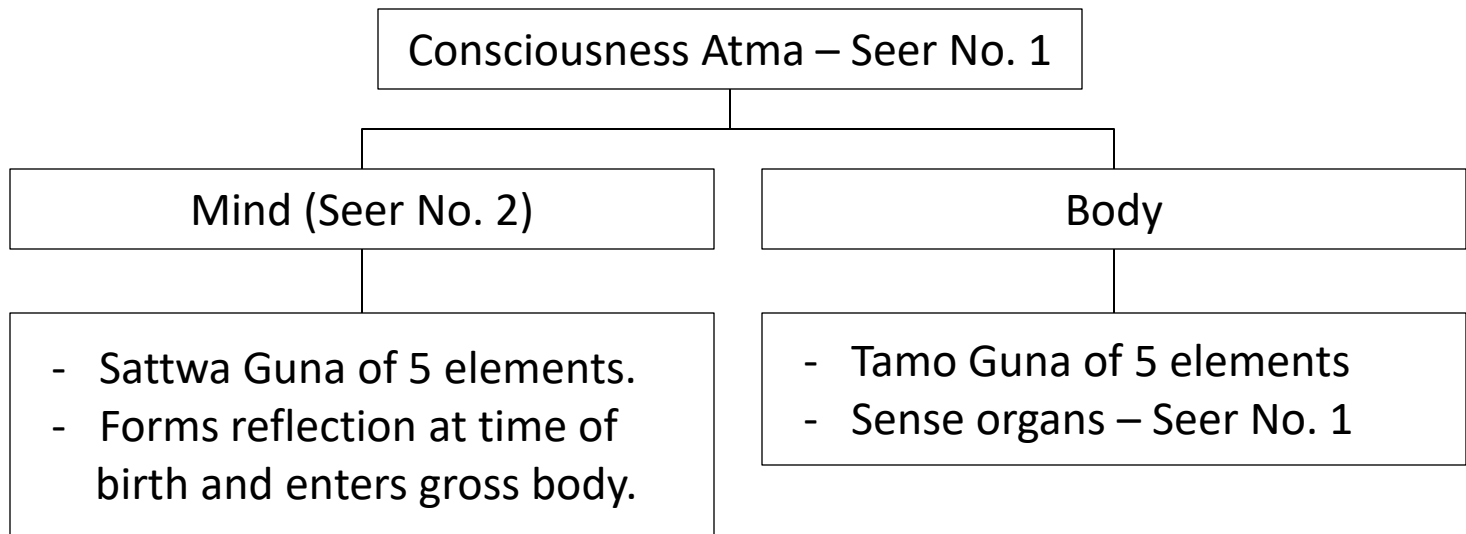 Consciousness Atma – Seer No. 1
Mind (Seer No. 2)
Body
- Sattwa Guna of 5 elements.
- Forms reflection at time of
birth and enters gross body.
- Tamo Guna of 5 elements
- Sense organs – Seer No. 1